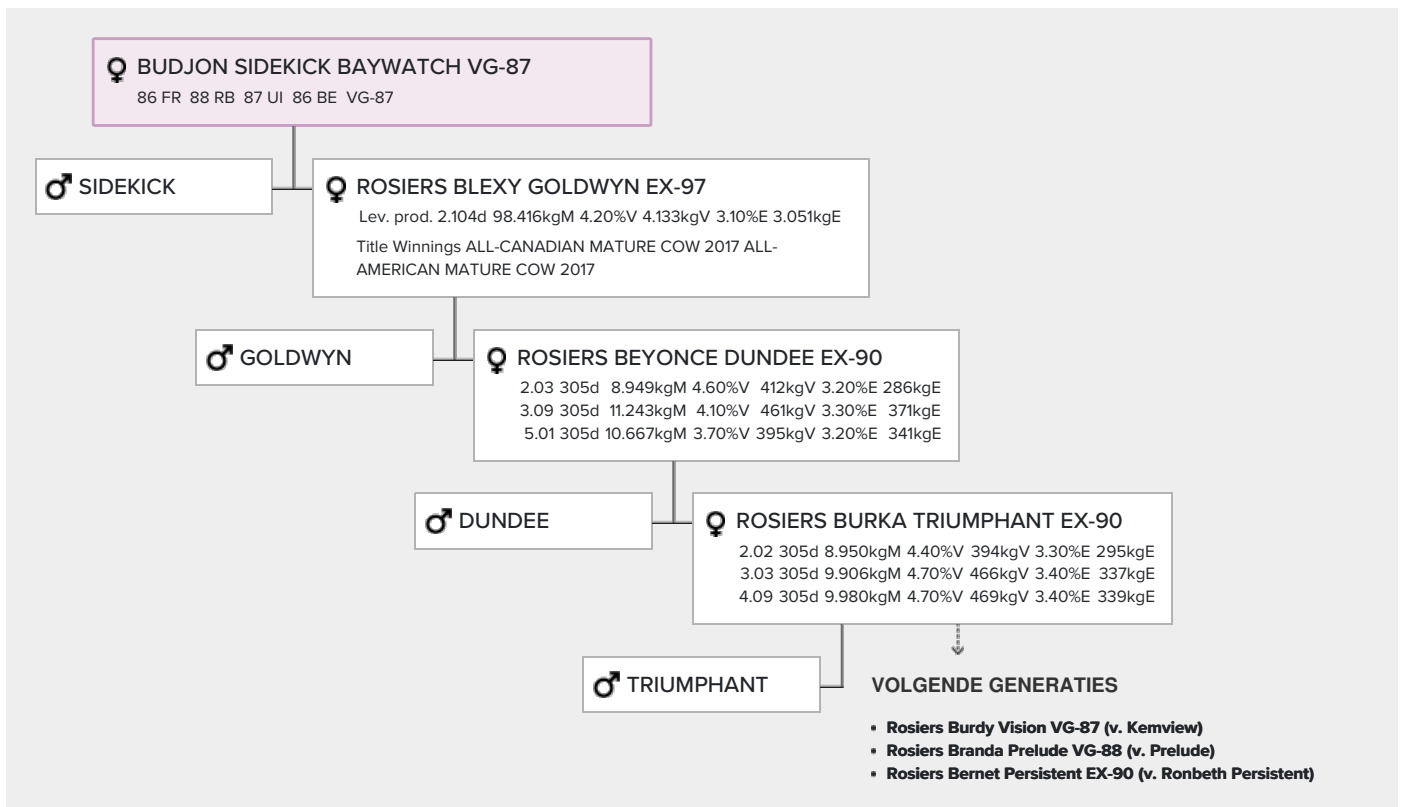 BUDJON SIDEKICK BAYWATCH VG-87
86 FR 88 RB 87 UI 86 BE VG-87
SIDEKICK
ROSIERS BLEXY GOLDWYN EX-97
Lev. prod. 2.104d 98.416kgM 4.20%V 4.133kgV 3.10%E 3.051kgE
Title Winnings ALL-CANADIAN MATURE COW 2017 ALL-
AMERICAN MATURE COW 2017
GOLDWYN
ROSIERS BEYONCE DUNDEE EX-90
2.03 305d 8.949kgM 4.60%V 412kgV 3.20%E 286kgE
3.09 305d 11.243kgM 4.10%V 461kgV 3.30%E 371kgE
5.01 305d 10.667kgM 3.70%V 395kgV 3.20%E 341kgE
DUNDEE
ROSIERS BURKA TRIUMPHANT EX-90
2.02 305d 8.950kgM 4.40%V 394kgV 3.30%E 295kgE
3.03 305d 9.906kgM 4.70%V 466kgV 3.40%E 337kgE
4.09 305d 9.980kgM 4.70%V 469kgV 3.40%E 339kgE
TRIUMPHANT
VOLGENDE GENERATIES
• Rosiers Burdy Vision VG-87 (v. Kemview)
• Rosiers Branda Prelude VG-88 (v. Prelude)
• Rosiers Bernet Persistent EX-90 (v. Ronbeth Persistent)